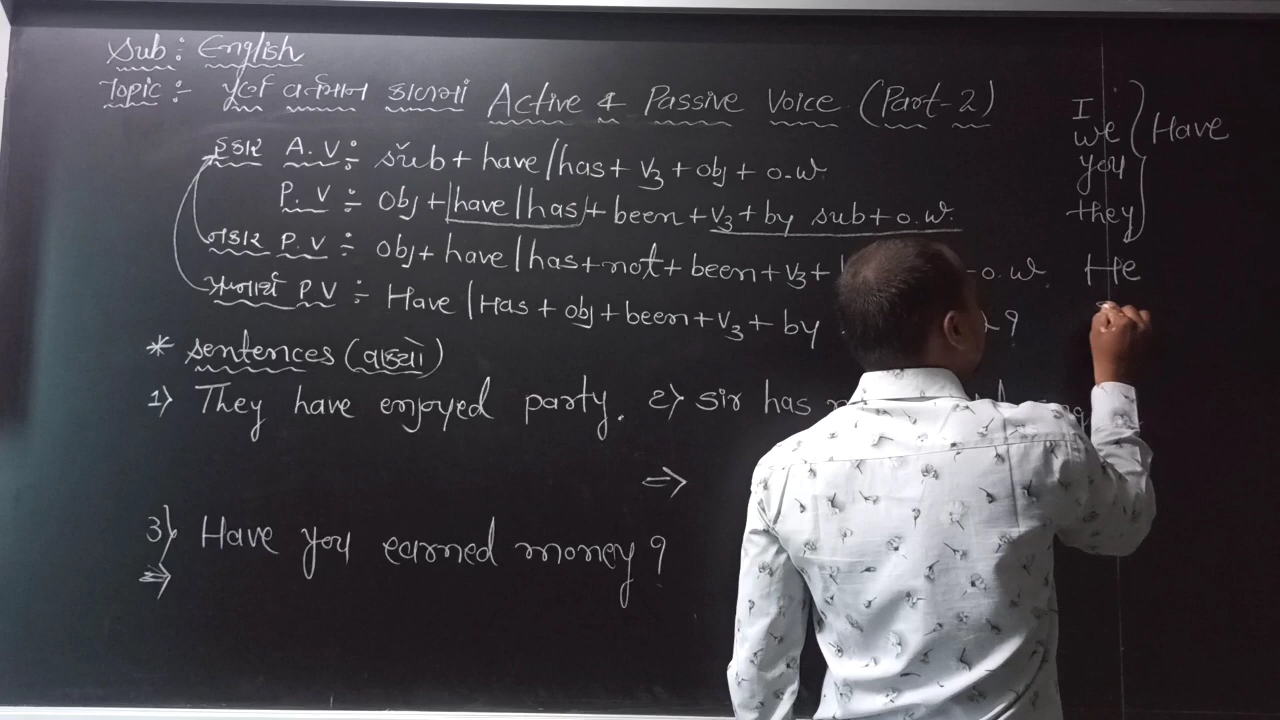 Sub : English
Topic :- પૂર્ણ વર્તમાન કાળમાં Active & Passive Voice (Part-2)
હકાર A.V :- sub + have/has + V3 + obj + o.w
P.V :- obj + have/has + been + V3 + by sub + o.w.
નકાર P.V :- obj + have/has + not + been + V3 + o.w.
પ્રશ્નાર્થ P V :- Have/Has + obj + been + V3 + by ?
* sentences (વાક્યો)
1) They have enjoyed party. 2) sir has
⇒
3) Have you earned money ?
⇒
I
we
you
they
Have
He